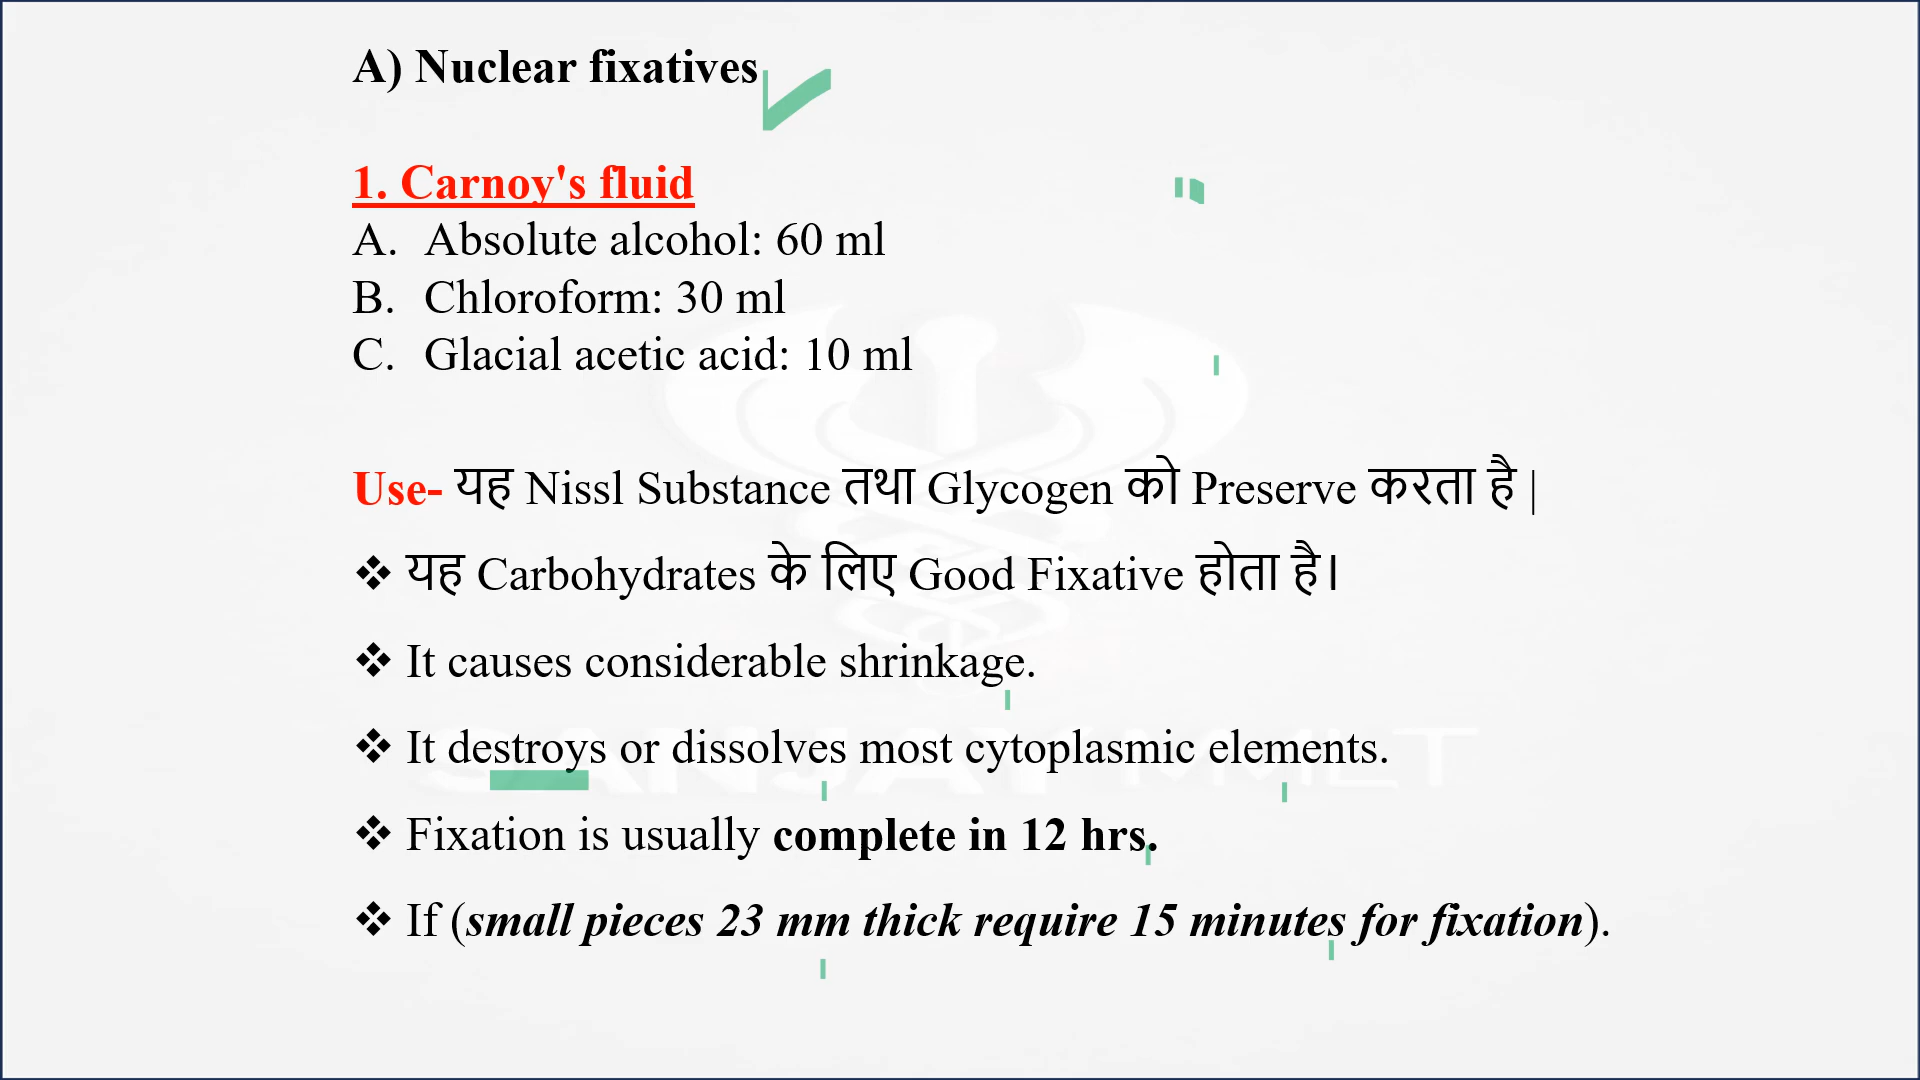 A) Nuclear fixatives
1. Carnoy's fluid
A. Absolute alcohol: 60 ml
B. Chloroform: 30 ml
C. Glacial acetic acid: 10 ml
Use- यह Nissl Substance तथा Glycogen को Preserve करता है |
❖ यह Carbohydrates के लिए Good Fixative होता है।
❖ It causes considerable shrinkage.
❖ It destroys or dissolves most cytoplasmic elements.
SANJAY MMLT
❖ Fixation is usually complete in 12 hrs.
❖ If (small pieces 23 mm thick require 15 minutes for fixation).